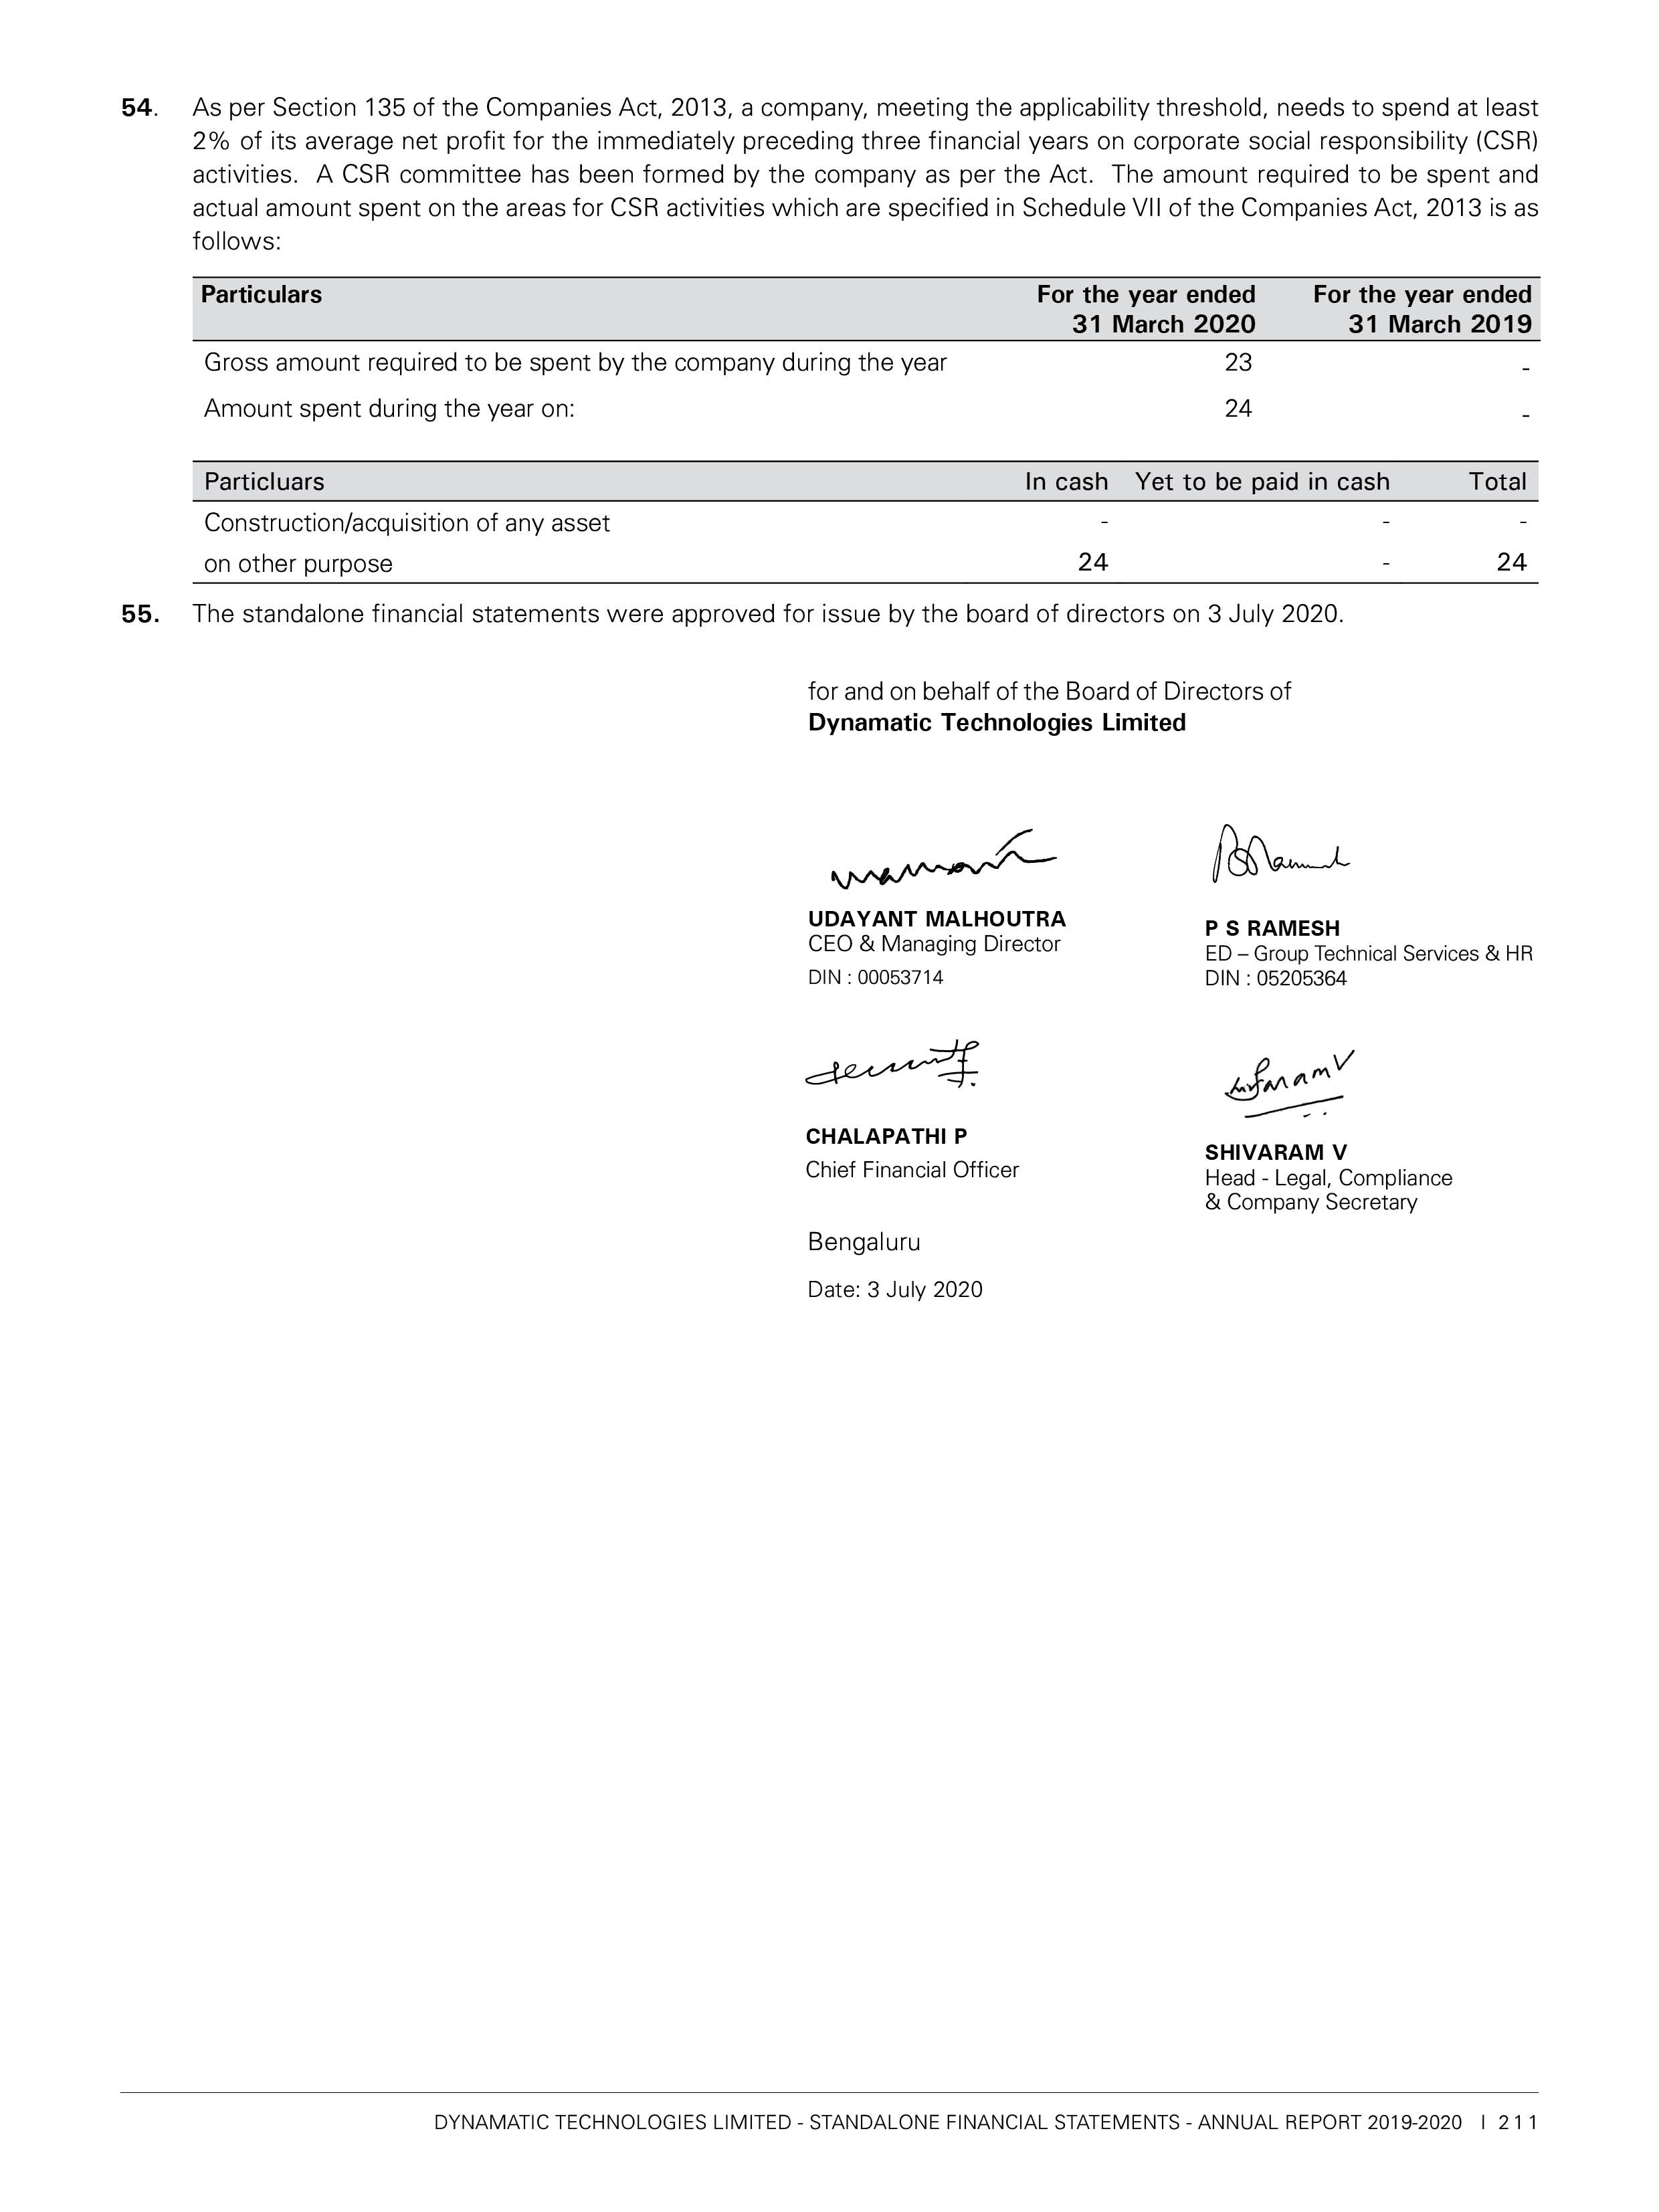 54. As per Section 135 of the Companies Act, 2013, a company, meeting the applicability threshold, needs to spend at least
2% of its average net profit for the immediately preceding three financial years on corporate social responsibility (CSR)
activities. A CSR committee has been formed by the company as per the Act. The amount required to be spent and
actual amount spent on the areas for CSR activities which are specified in Schedule VII of the Companies Act, 2013 is as
follows:
Particulars For the year ended For the year ended
31 March 2020 31 March 2019
Gross amount required to be spent by the company during the year 23 -
Amount spent during the year on: 24 -
Particluars In cash Yet to be paid in cash Total
Construction/acquisition of any asset - - -
on other purpose 24 - 24
55. The standalone financial statements were approved for issue by the board of directors on 3 July 2020.
for and on behalf of the Board of Directors of
Dynamatic Technologies Limited
UDAYANT MALHOUTRA
CEO & Managing Director
DIN : 00053714
P S RAMESH
ED – Group Technical Services & HR
DIN : 05205364
CHALAPATHI P
Chief Financial Officer
SHIVARAM V
Head - Legal, Compliance
& Company Secretary
Bengaluru
Date: 3 July 2020
DYNAMATIC TECHNOLOGIES LIMITED - STANDALONE FINANCIAL STATEMENTS - ANNUAL REPORT 2019-2020 I 211